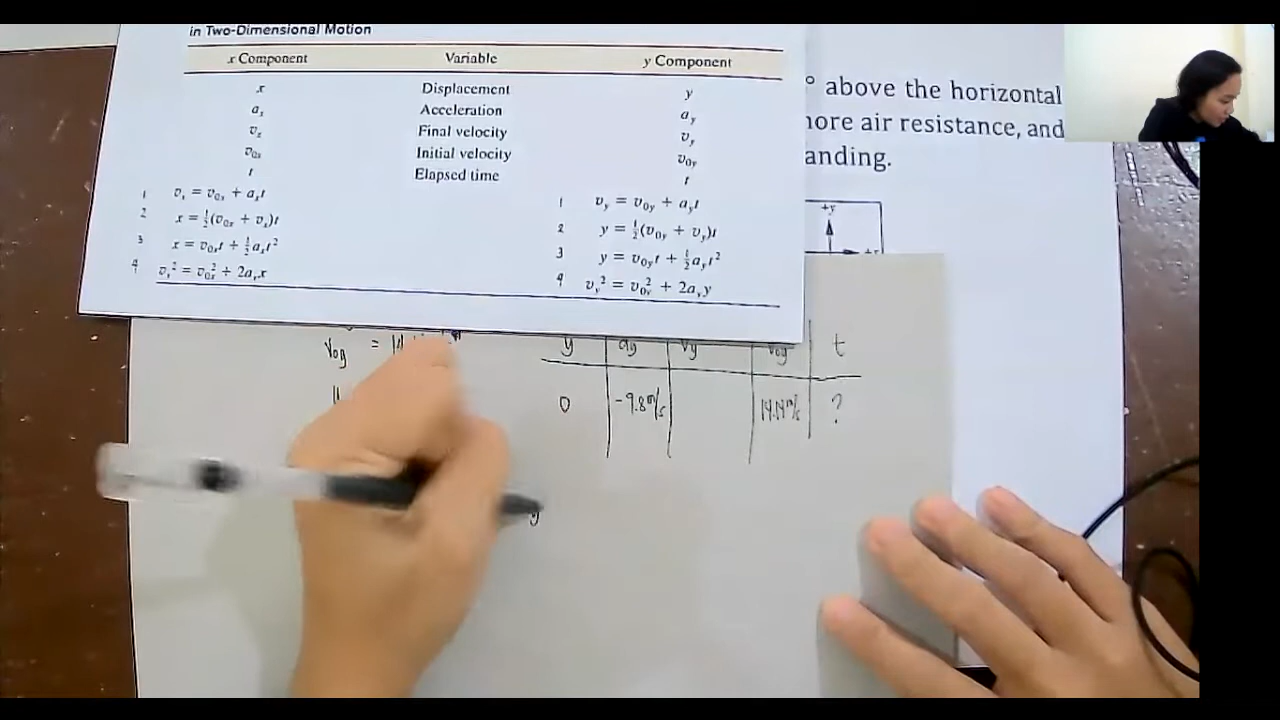 in Two-Dimensional Motion
x Component Variable y Component
x Displacement y
aₓ Acceleration a_y
vₓ Final velocity v_y
v₀ₓ Initial velocity v₀y
t Elapsed time t
1 vₓ = v₀ₓ + aₓt
2 x = ½(v₀ₓ + vₓ)t
3 x = v₀ₓt + ½aₓt²
4 vₓ² = v₀ₓ² + 2aₓx
1 v_y = v₀y + a_yt
2 y = ½(v₀y + v_y)t
3 y = v₀yt + ½a_yt²
4 v_y² = v₀y² + 2a_yy
° above the horizontal
nore air resistance, and
anding.
+y
+x
v₀y = 14
y a_y v_y v₀y t
0 -9.8m/s 14.14m/s ?
y